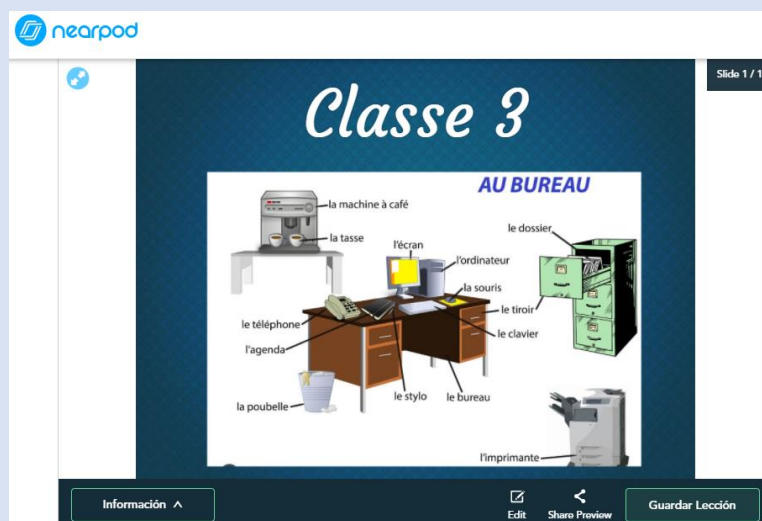 nearpod
Slide 1 / 1
Classe 3
AU BUREAU
la machine à café
la tasse
le dossier
l'écran
l'ordinateur
la souris
le tiroir
le téléphone
le clavier
l'agenda
la poubelle
le stylo
le bureau
l'imprimante
Información
Edit
Share Preview
Guardar Lección